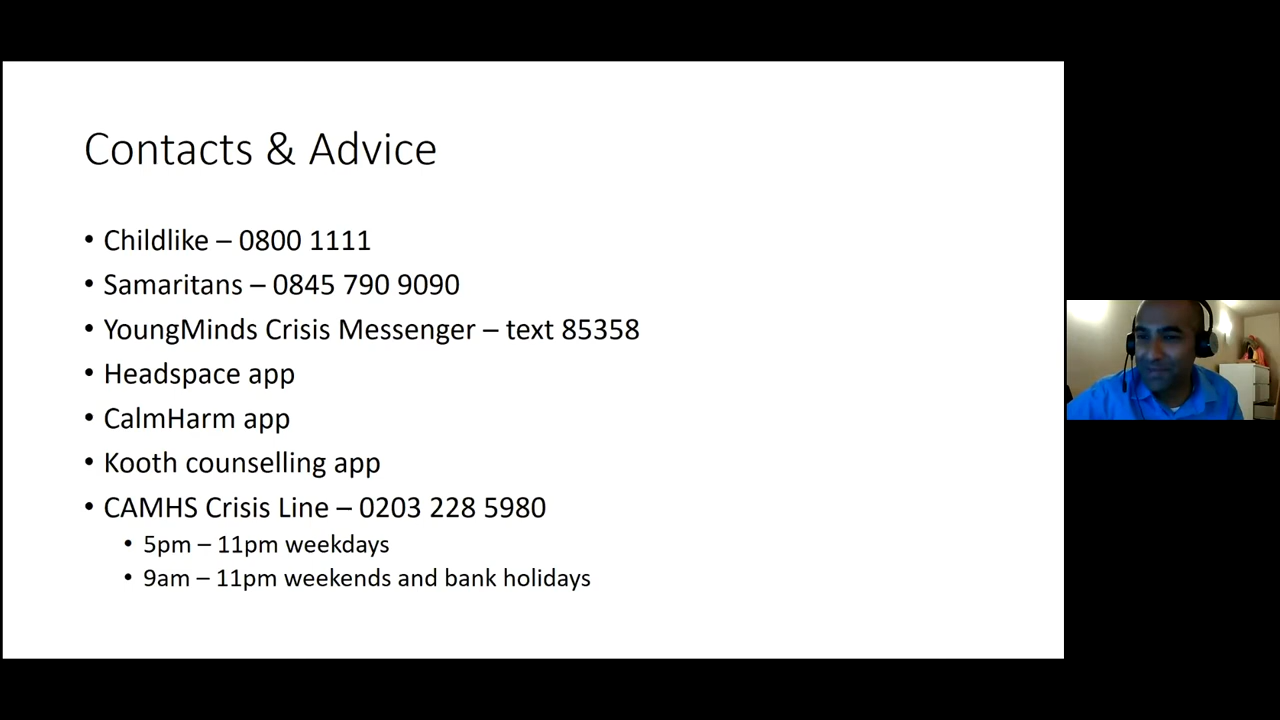 Contacts & Advice
• Childlike – 0800 1111
• Samaritans – 0845 790 9090
• YoungMinds Crisis Messenger – text 85358
• Headspace app
• CalmHarm app
• Kooth counselling app
• CAMHS Crisis Line – 0203 228 5980
• 5pm – 11pm weekdays
• 9am – 11pm weekends and bank holidays